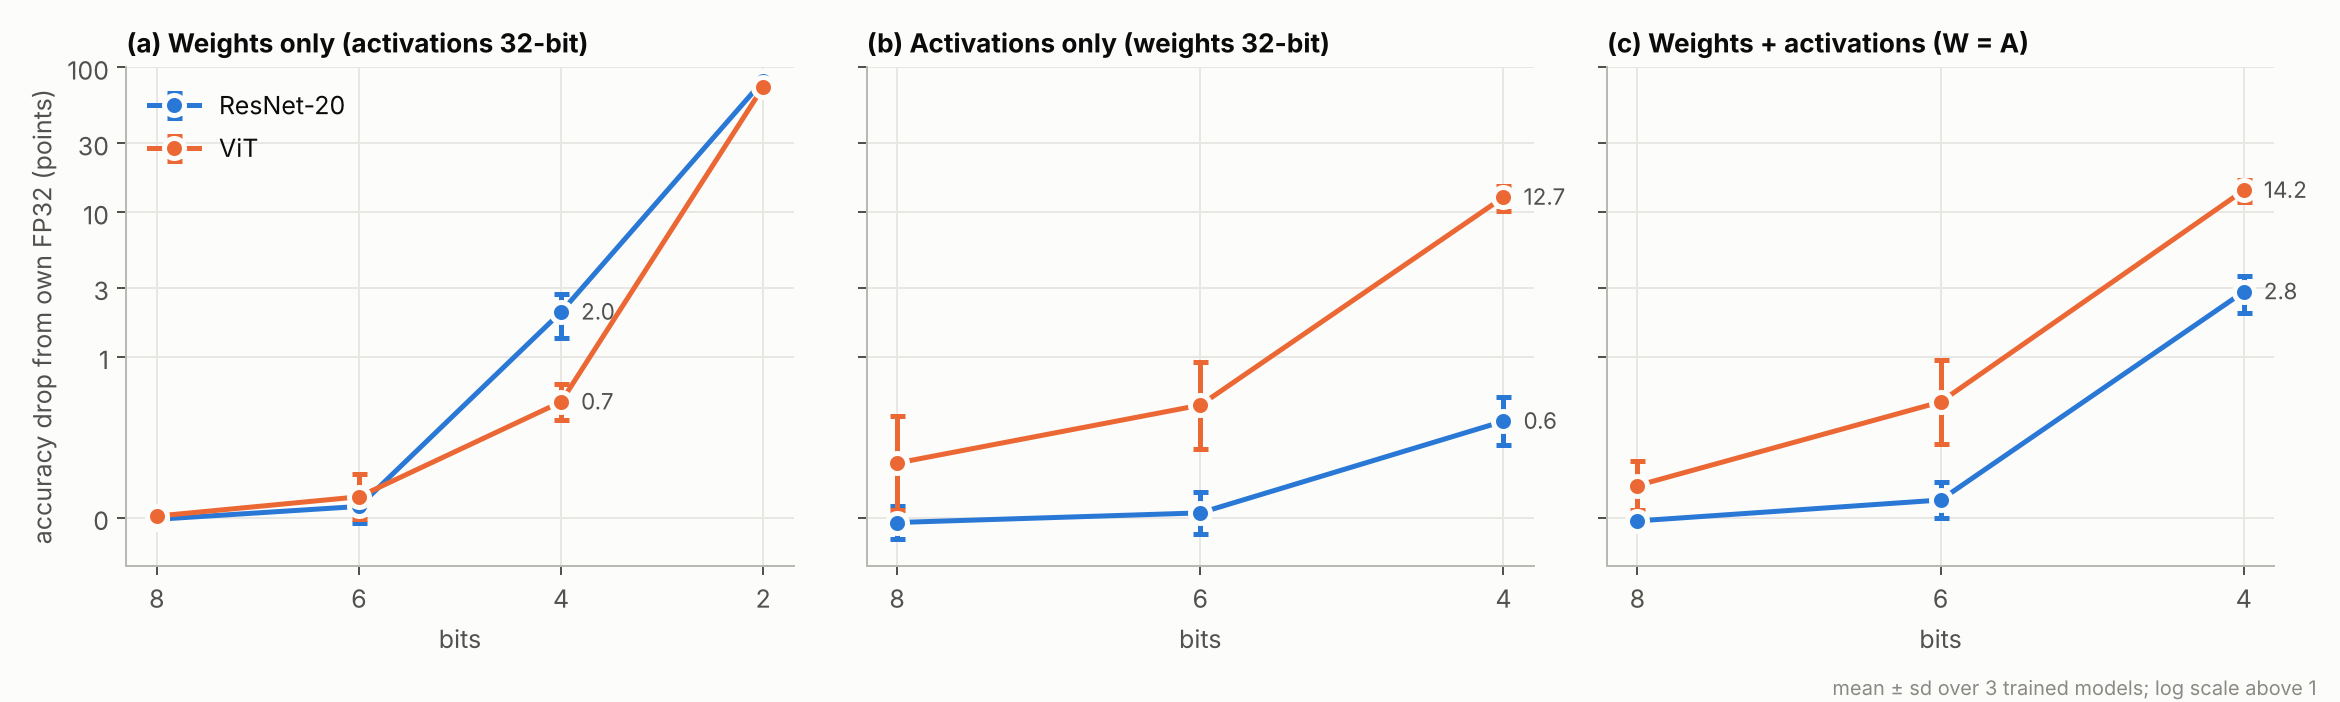 (a) Weights only (activations 32-bit)
(b) Activations only (weights 32-bit)
(c) Weights + activations (W = A)
accuracy drop from own FP32 (points)
100
30
10
3
1
0
ResNet-20
ViT
2.0
0.7
8
6
4
2
bits
12.7
0.6
8
6
4
bits
14.2
2.8
8
6
4
bits
mean ± sd over 3 trained models; log scale above 1